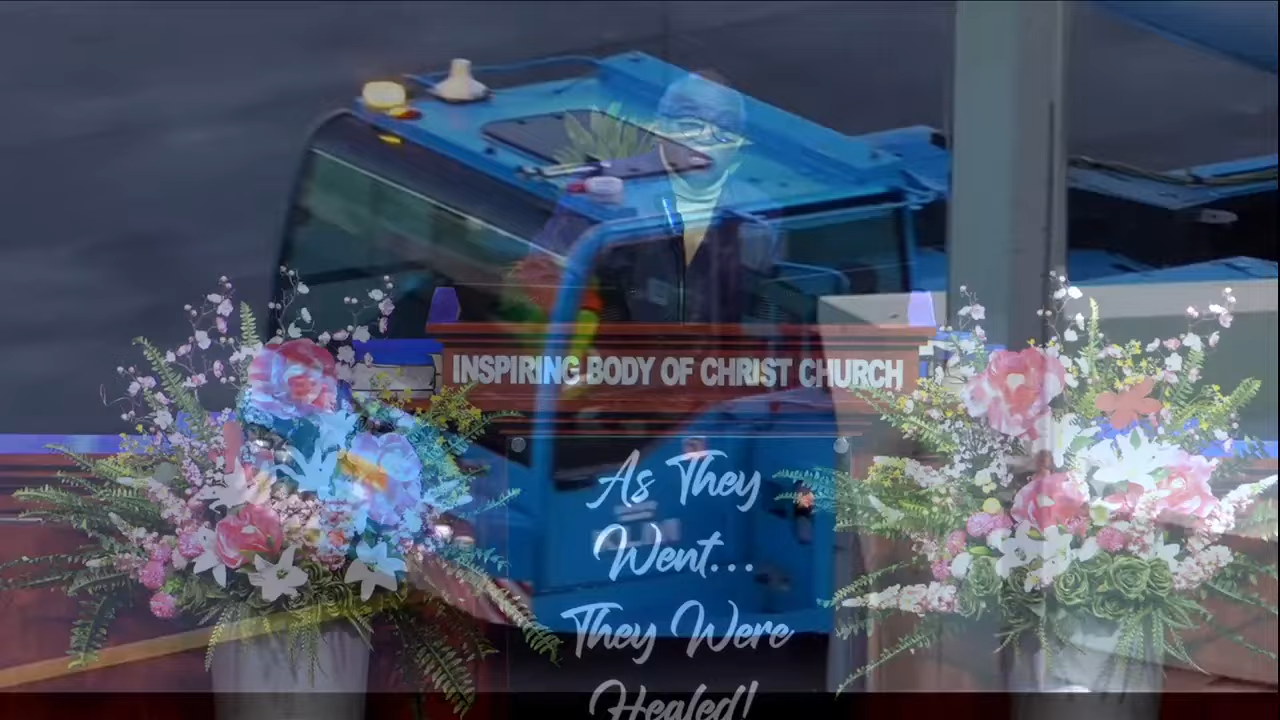 INSPIRING BODY OF CHRIST CHURCH
As They
Went...
They Were
Healed!